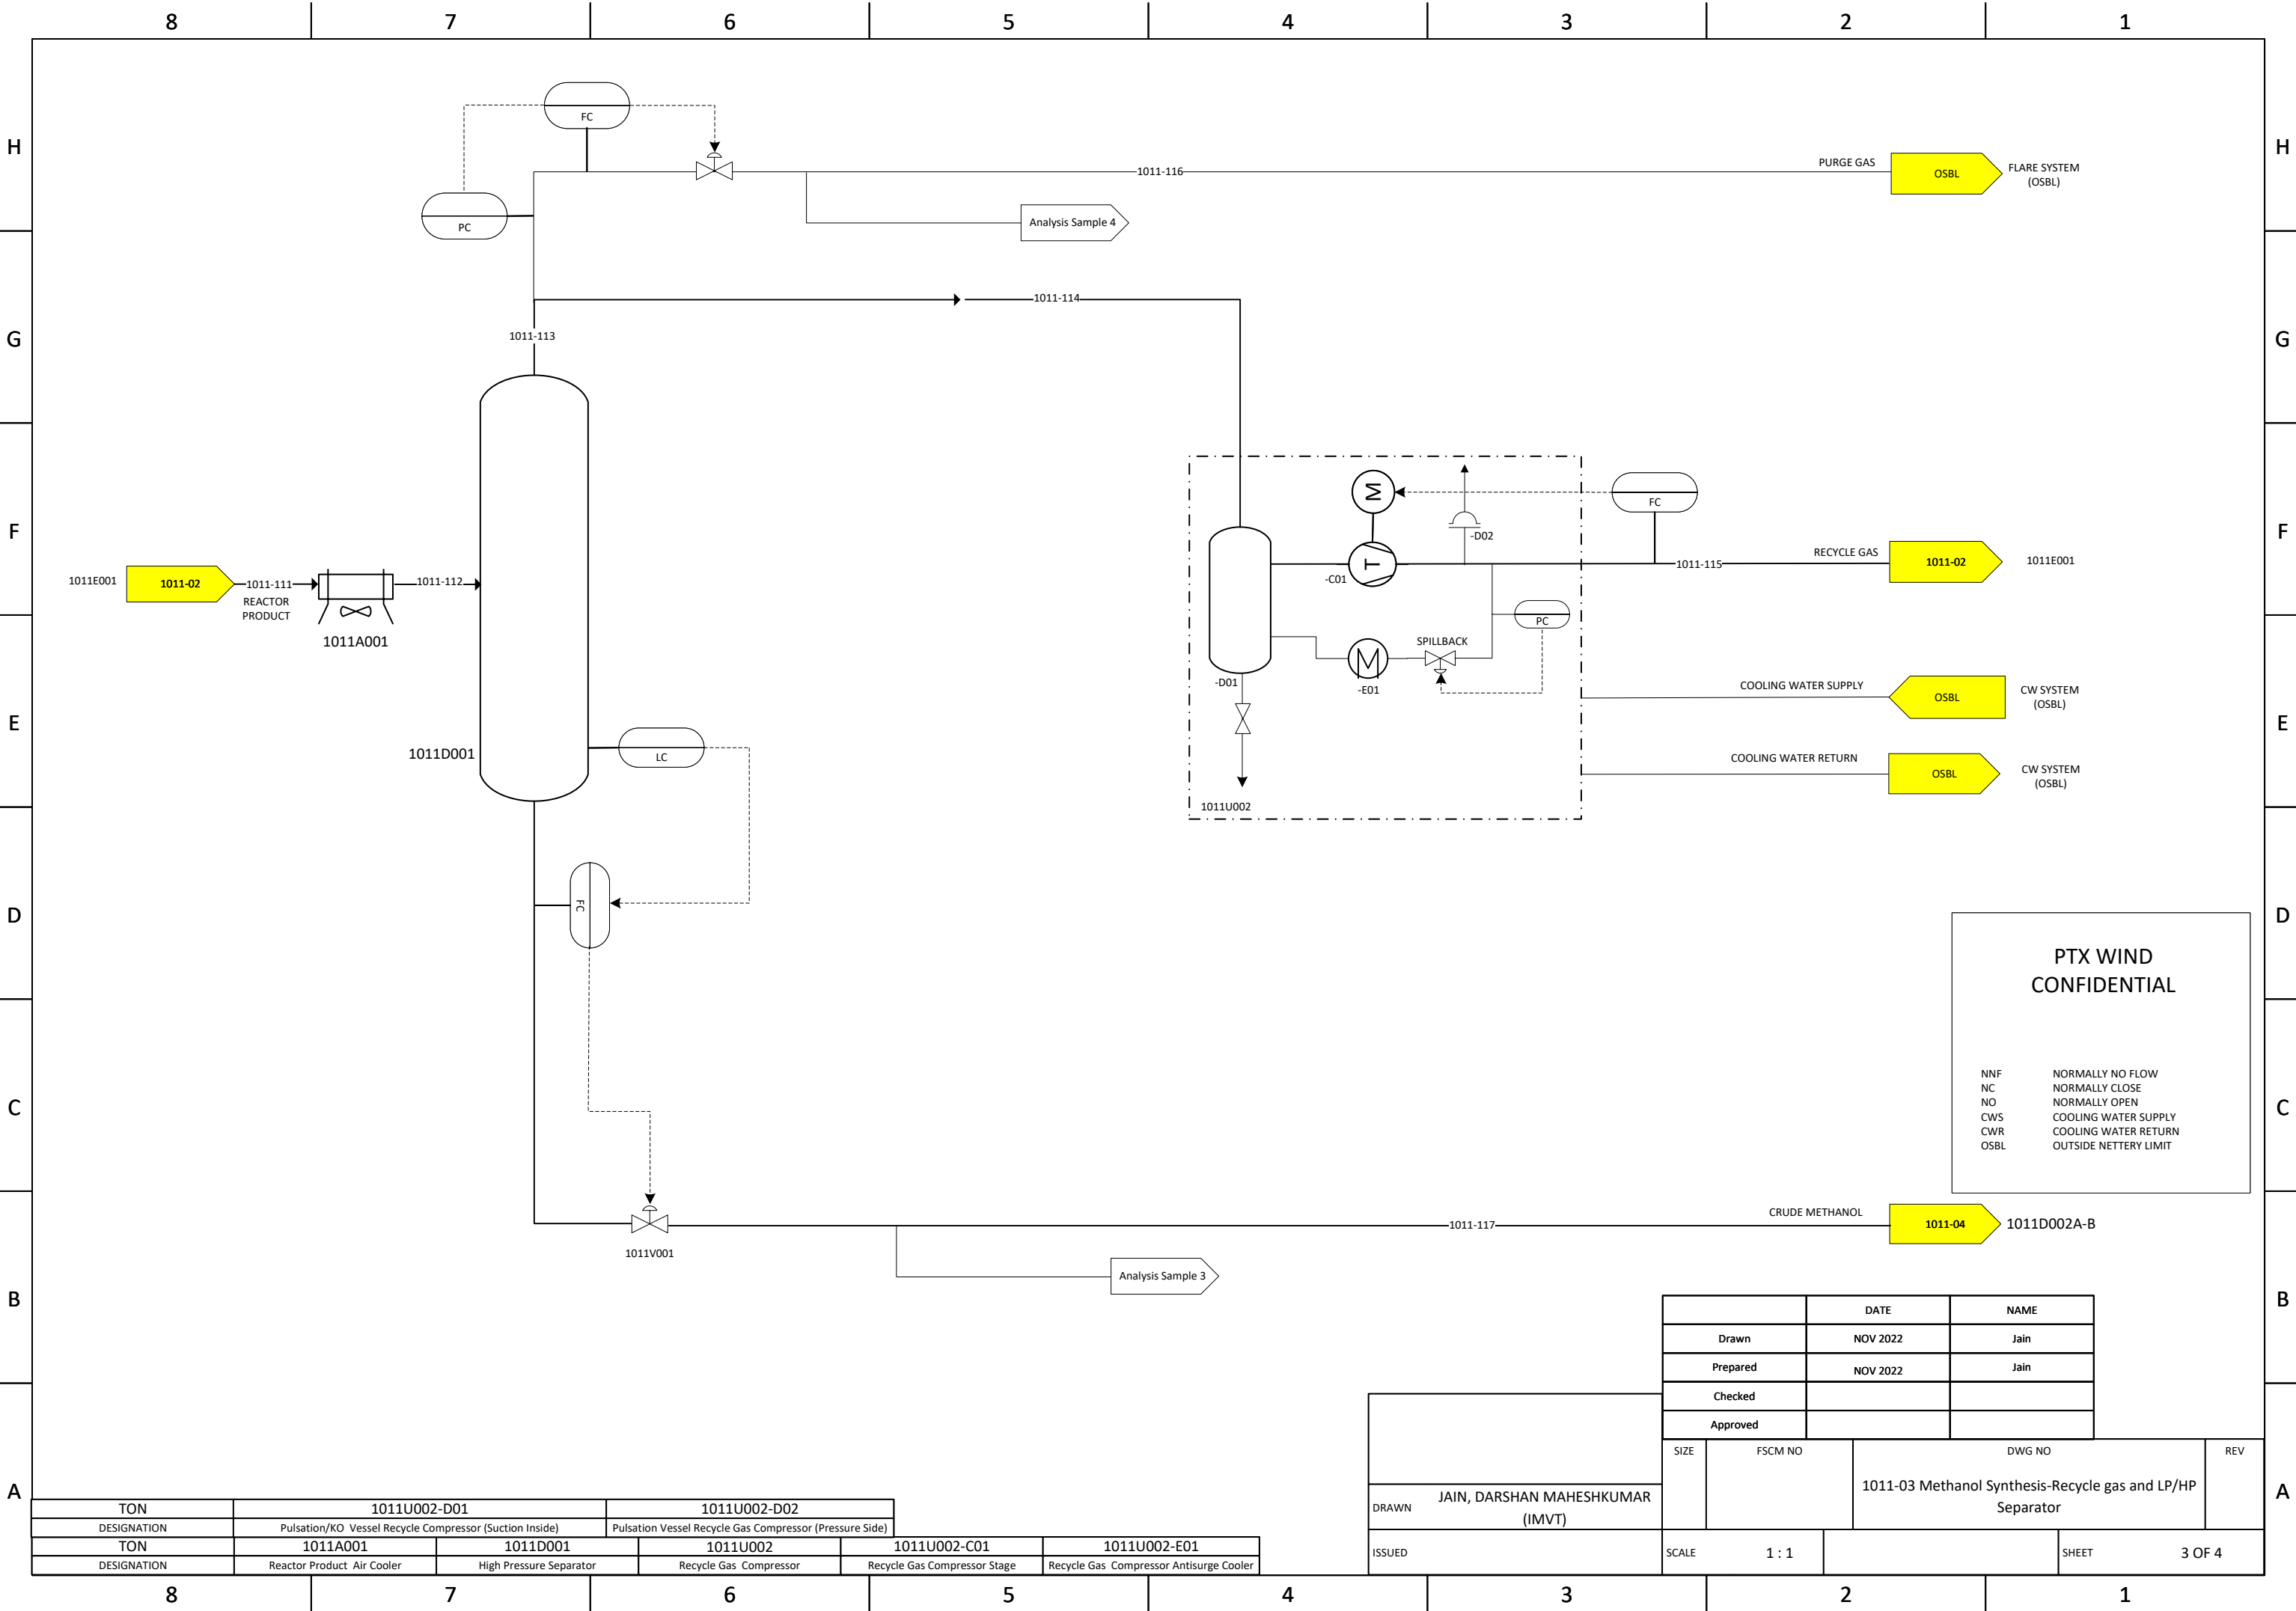 8 7 6 5 4 3 2 1
H H
FC
PURGE GAS
OSBL
FLARE SYSTEM
(OSBL)
1011-116
PC
Analysis Sample 4
1011-114
G G
1011-113
M
FC
F F
-D02
T
RECYCLE GAS
1011-02
1011E001
1011-115
-C01
1011E001
1011-02
1011-111
REACTOR
PRODUCT
1011-112
1011A001
PC
SPILLBACK
M
-E01
-D01
COOLING WATER SUPPLY
OSBL
CW SYSTEM
(OSBL)
E E
1011D001
LC
COOLING WATER RETURN
OSBL
CW SYSTEM
(OSBL)
1011U002
FC
D D
PTX WIND
CONFIDENTIAL
NNF NORMALLY NO FLOW
NC NORMALLY CLOSE
NO NORMALLY OPEN
CWS COOLING WATER SUPPLY
CWR COOLING WATER RETURN
OSBL OUTSIDE NETTERY LIMIT
C C
CRUDE METHANOL
1011-04
1011D002A-B
1011-117
1011V001
Analysis Sample 3
B B
DATE NAME
Drawn NOV 2022 Jain
Prepared NOV 2022 Jain
Checked
Approved
SIZE FSCM NO DWG NO REV
1011-03 Methanol Synthesis-Recycle gas and LP/HP
Separator
DRAWN JAIN, DARSHAN MAHESHKUMAR
(IMVT)
ISSUED SCALE 1 : 1 SHEET 3 OF 4
A A
TON 1011U002-D01 1011U002-D02
DESIGNATION Pulsation/KO Vessel Recycle Compressor (Suction Inside) Pulsation Vessel Recycle Gas Compressor (Pressure Side)
TON 1011A001 1011D001 1011U002 1011U002-C01 1011U002-E01
DESIGNATION Reactor Product Air Cooler High Pressure Separator Recycle Gas Compressor Recycle Gas Compressor Stage Recycle Gas Compressor Antisurge Cooler
8 7 6 5 4 3 2 1